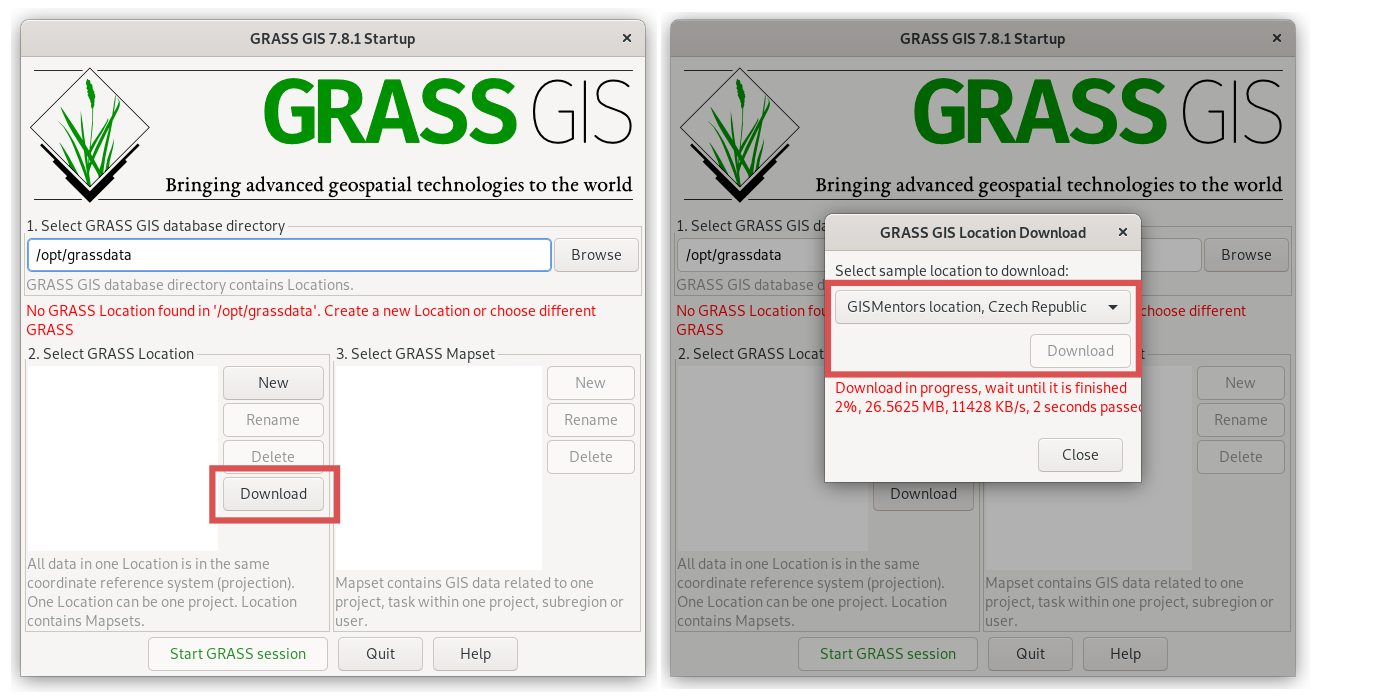 GRASS GIS 7.8.1 Startup
×
GRASS GIS
Bringing advanced geospatial technologies to the world
1. Select GRASS GIS database directory
/opt/grassdata
Browse
GRASS GIS database directory contains Locations.
No GRASS Location found in '/opt/grassdata'. Create a new Location or choose different
GRASS
2. Select GRASS Location
New
Rename
Delete
Download
All data in one Location is in the same
coordinate reference system (projection).
One Location can be one project. Location
contains Mapsets.
3. Select GRASS Mapset
New
Rename
Delete
Mapset contains GIS data related to one
project, task within one project, subregion or
user.
Start GRASS session
Quit
Help
GRASS GIS 7.8.1 Startup
×
GRASS GIS
Bringing advanced geospatial technologies to the world
1. Select GRASS GIS
/opt/grassdata
Browse
GRASS GIS database
No GRASS Location
choose different
GRASS
GRASS GIS Location Download
×
Select sample location to download:
GISMentors location, Czech Republic
Download
Download in progress, wait until it is finished
2%, 26.5625 MB, 11428 KB/s, 2 seconds passed
Close
2. Select GRASS
Download
All data in one Location is in the same
coordinate reference system (projection).
One Location can be one project. Location
contains Mapsets.
New
Rename
Delete
Mapset contains GIS data related to one
project, task within one project, subregion or
user.
Start GRASS session
Quit
Help